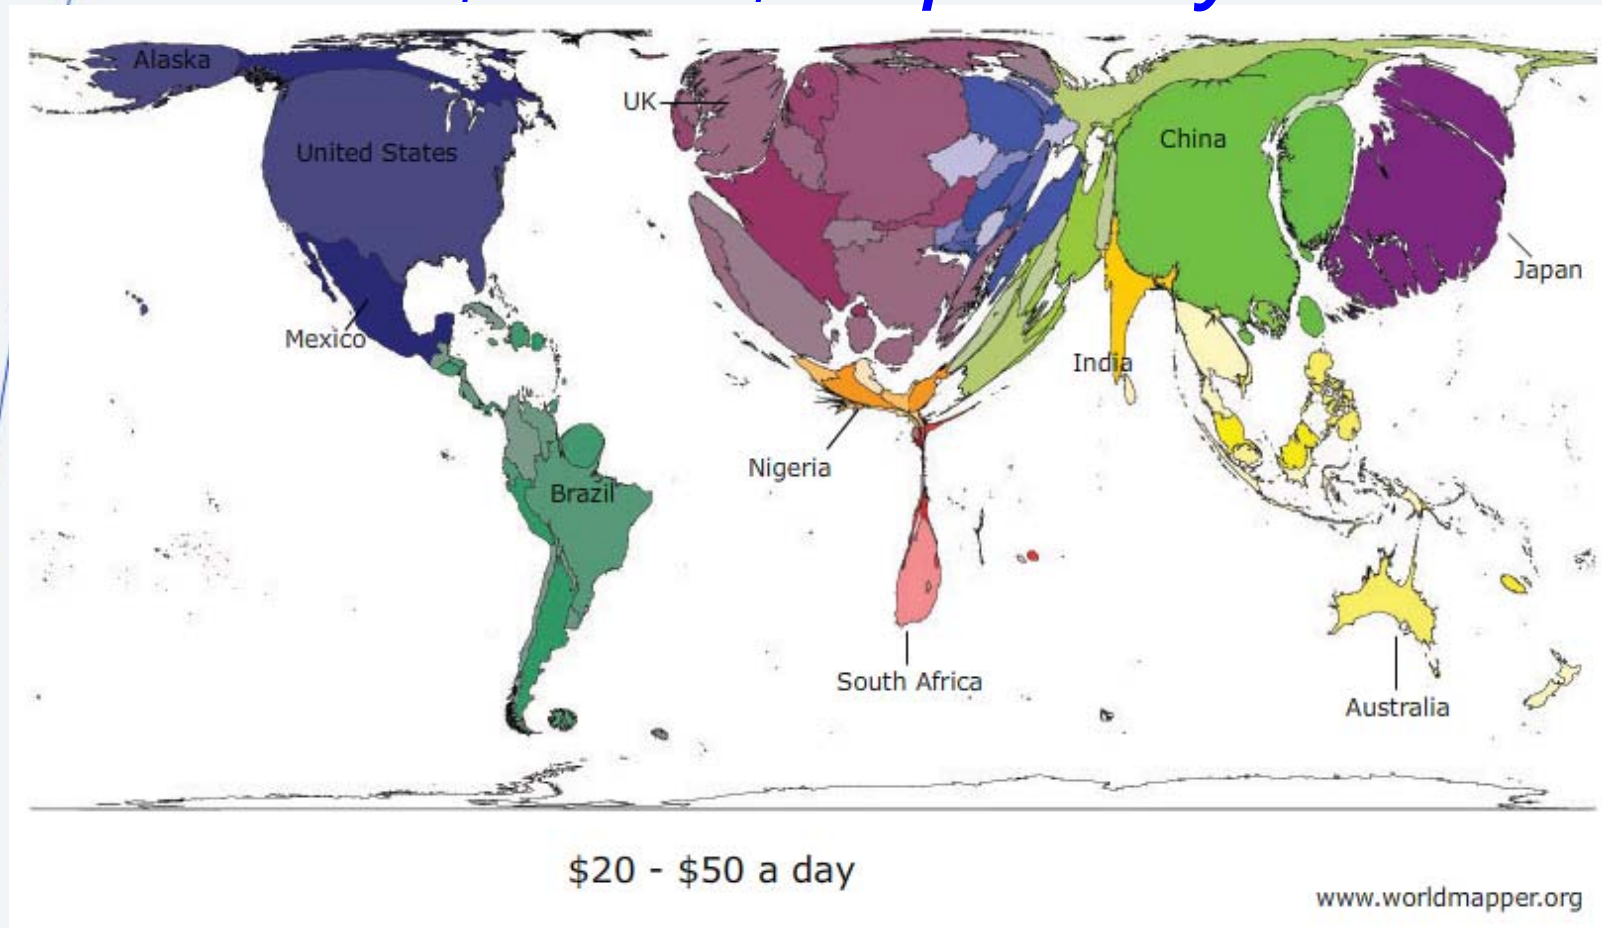 Alaska
UK
United States
China
Japan
Mexico
India
Nigeria
Brazil
South Africa
Australia
$20 - $50 a day
www.worldmapper.org